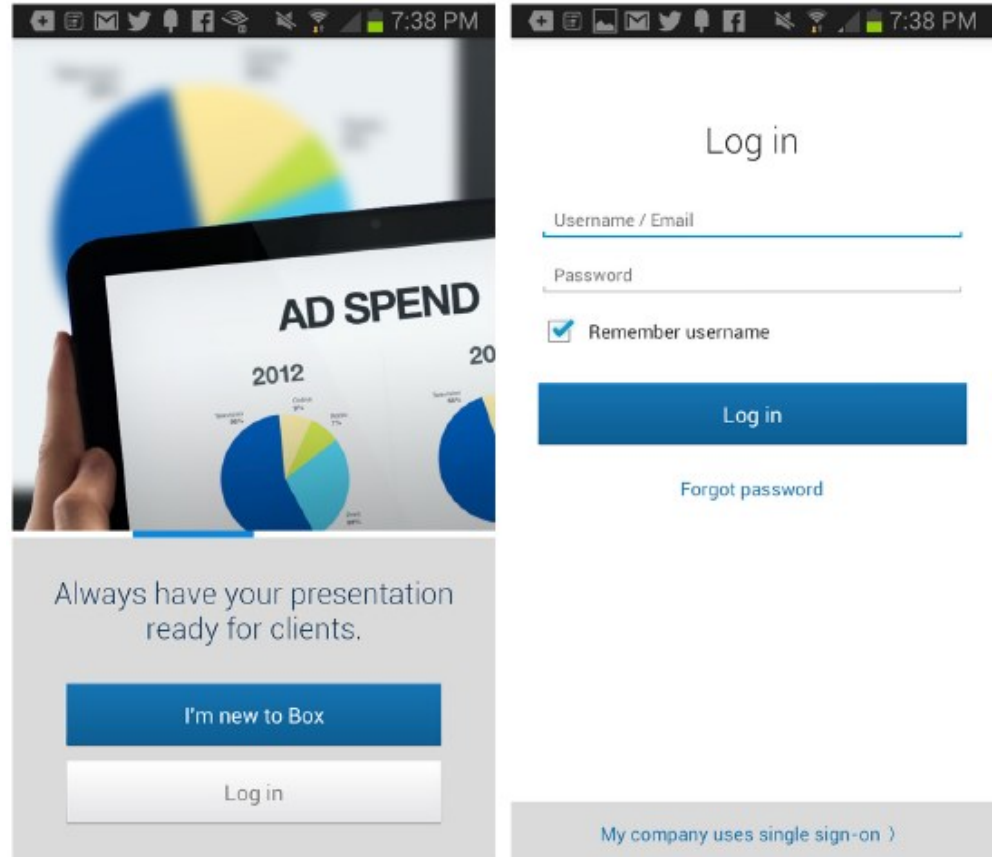 7:38 PM
AD SPEND
2012
20
Always have your presentation
ready for clients.
I'm new to Box
Log in
7:38 PM
Log in
Username / Email
Password
Remember username
Log in
Forgot password
My company uses single sign-on 〉